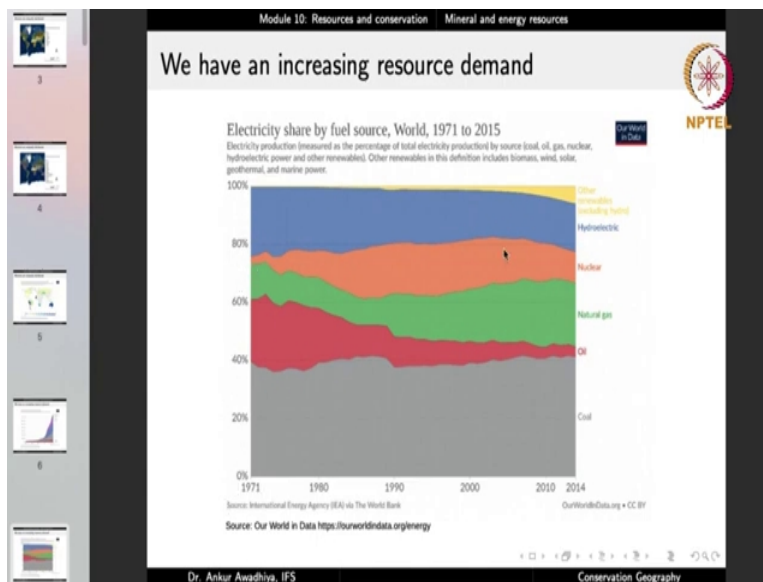 Module 10: Resources and conservation Mineral and energy resources
We have an increasing resource demand
NPTEL
Electricity share by fuel source, World, 1971 to 2015
Our World
in Data
Electricity production (measured as the percentage of total electricity production) by source (coal, oil, gas, nuclear,
hydroelectric power and other renewables). Other renewables in this definition includes biomass, wind, solar,
geothermal, and marine power.
100%
Other
renewables
(excluding hydro)
Hydroelectric
80%
Nuclear
60%
Natural gas
Oil
40%
Coal
20%
0%
1971 1980 1990 2000 2010 2014
Source: International Energy Agency (IEA) via The World Bank OurWorldInData.org • CC BY
Source: Our World in Data https://ourworldindata.org/energy
Dr. Ankur Awadhiya, IFS Conservation Geography
3
4
5
6